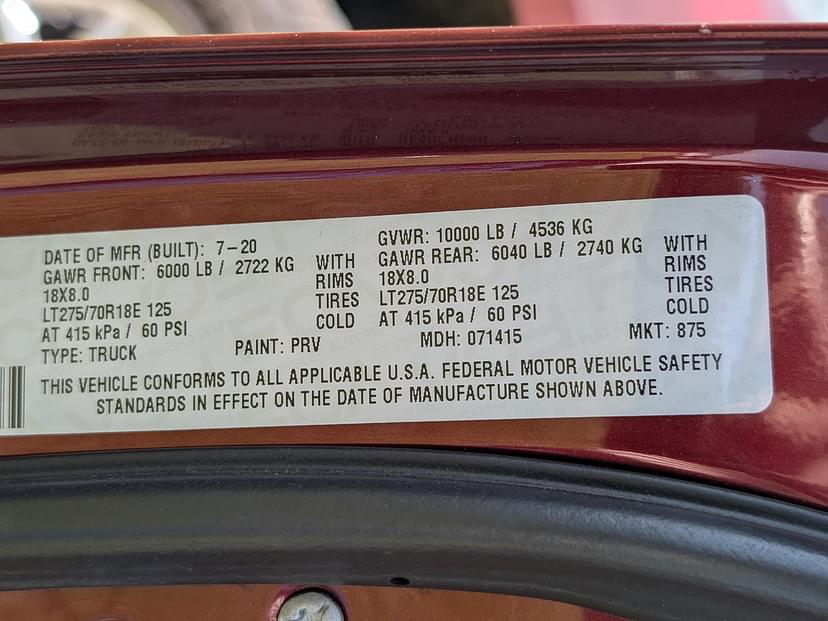 DATE OF MFR (BUILT): 7-20
GVWR: 10000 LB / 4536 KG
GAWR FRONT: 6000 LB / 2722 KG WITH
GAWR REAR: 6040 LB / 2740 KG WITH
18X8.0 RIMS
18X8.0 RIMS
LT275/70R18E 125 TIRES
LT275/70R18E 125 TIRES
AT 415 kPa / 60 PSI COLD
AT 415 kPa / 60 PSI COLD
TYPE: TRUCK PAINT: PRV MDH: 071415 MKT: 875
THIS VEHICLE CONFORMS TO ALL APPLICABLE U.S.A. FEDERAL MOTOR VEHICLE SAFETY
STANDARDS IN EFFECT ON THE DATE OF MANUFACTURE SHOWN ABOVE.